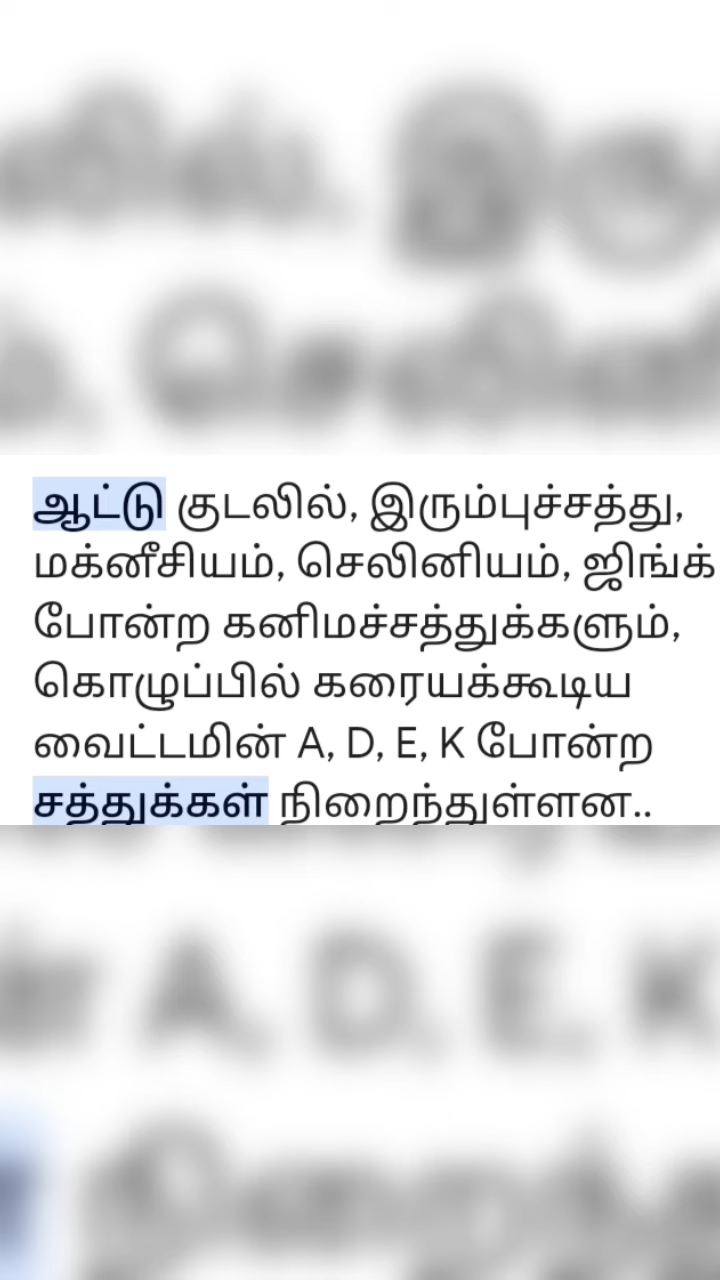 ஆட்டு குடலில், இரும்புச்சத்து,
மக்னீசியம், செலினியம், ஜிங்க்
போன்ற கனிமச்சத்துக்களும்,
கொழுப்பில் கரையக்கூடிய
வைட்டமின் A, D, E, K போன்ற
சத்துக்கள் நிறைந்துள்ளன..